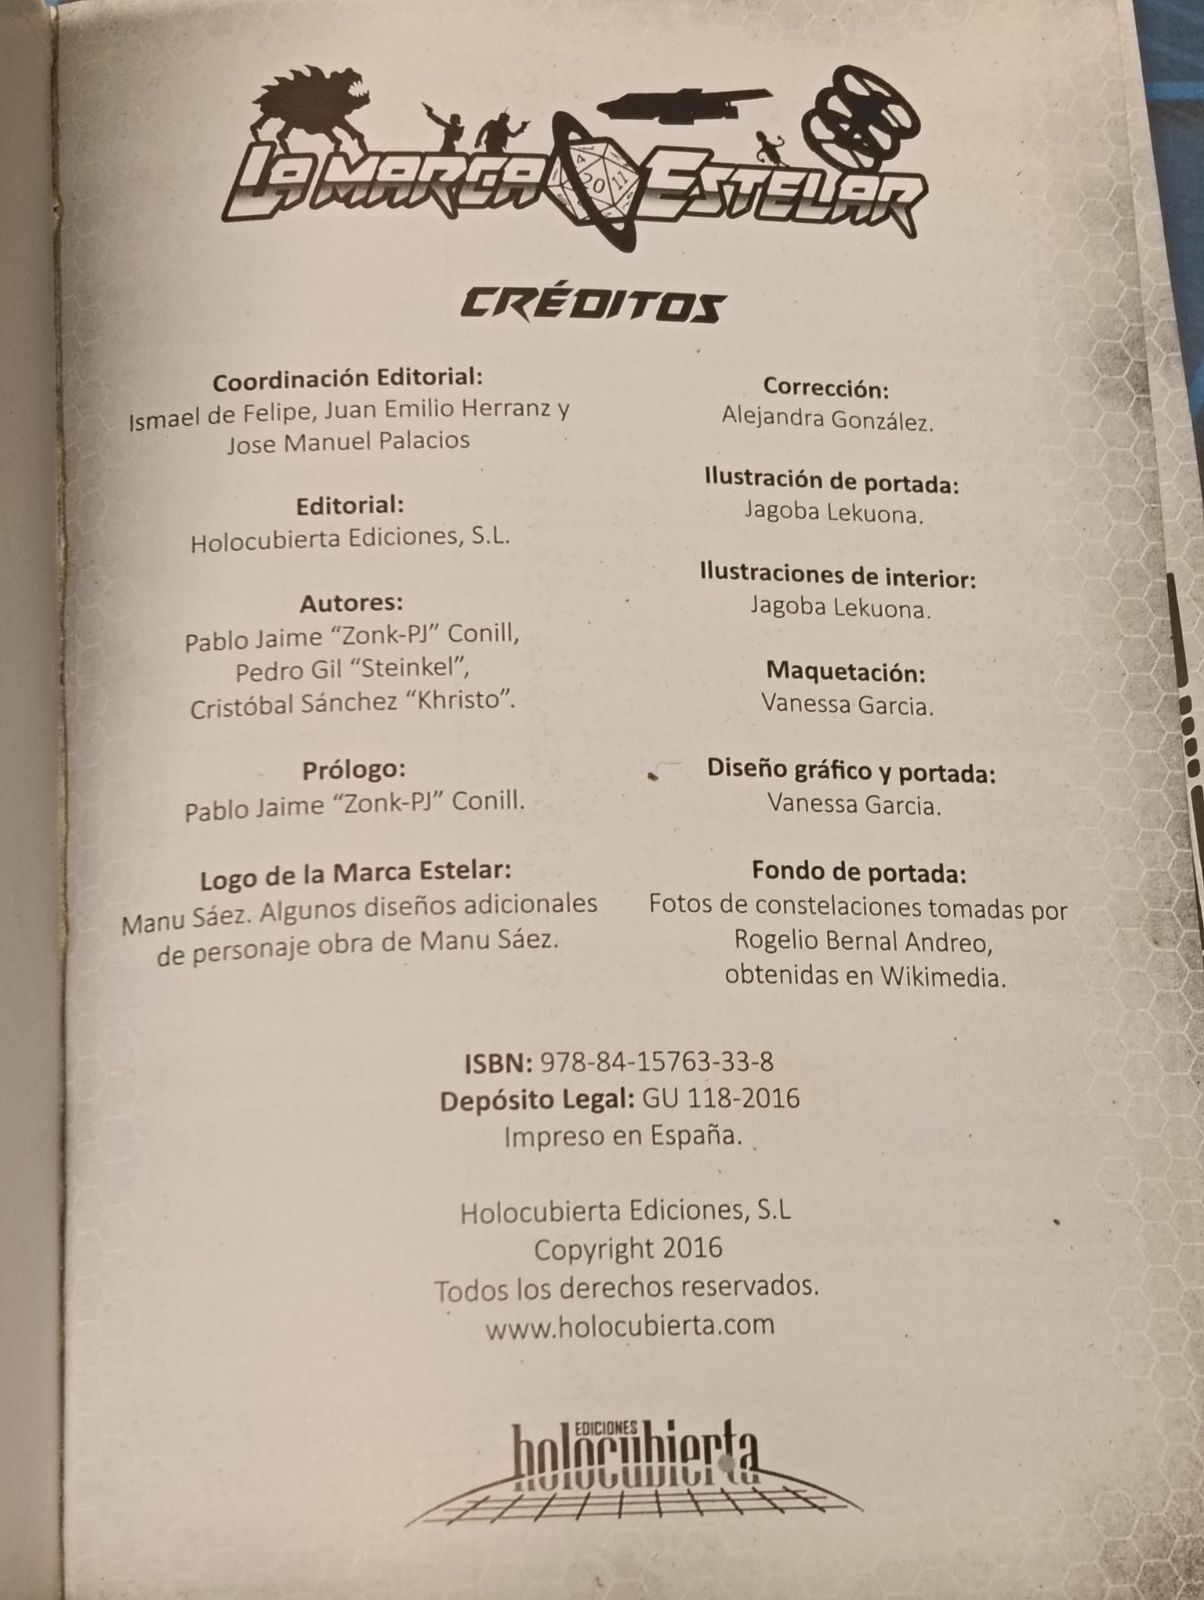 LA MARCA ESTELAR
4 20 11
CRÉDITOS
Coordinación Editorial:
Ismael de Felipe, Juan Emilio Herranz y
Jose Manuel Palacios
Editorial:
Holocubierta Ediciones, S.L.
Autores:
Pablo Jaime “Zonk-PJ” Conill,
Pedro Gil “Steinkel”,
Cristóbal Sánchez “Khristo”.
Prólogo:
Pablo Jaime “Zonk-PJ” Conill.
Logo de la Marca Estelar:
Manu Sáez. Algunos diseños adicionales
de personaje obra de Manu Sáez.
Corrección:
Alejandra González.
Ilustración de portada:
Jagoba Lekuona.
Ilustraciones de interior:
Jagoba Lekuona.
Maquetación:
Vanessa Garcia.
Diseño gráfico y portada:
Vanessa Garcia.
Fondo de portada:
Fotos de constelaciones tomadas por
Rogelio Bernal Andreo,
obtenidas en Wikimedia.
ISBN: 978-84-15763-33-8
Depósito Legal: GU 118-2016
Impreso en España.
Holocubierta Ediciones, S.L
Copyright 2016
Todos los derechos reservados.
www.holocubierta.com
EDICIONES
holocubierta